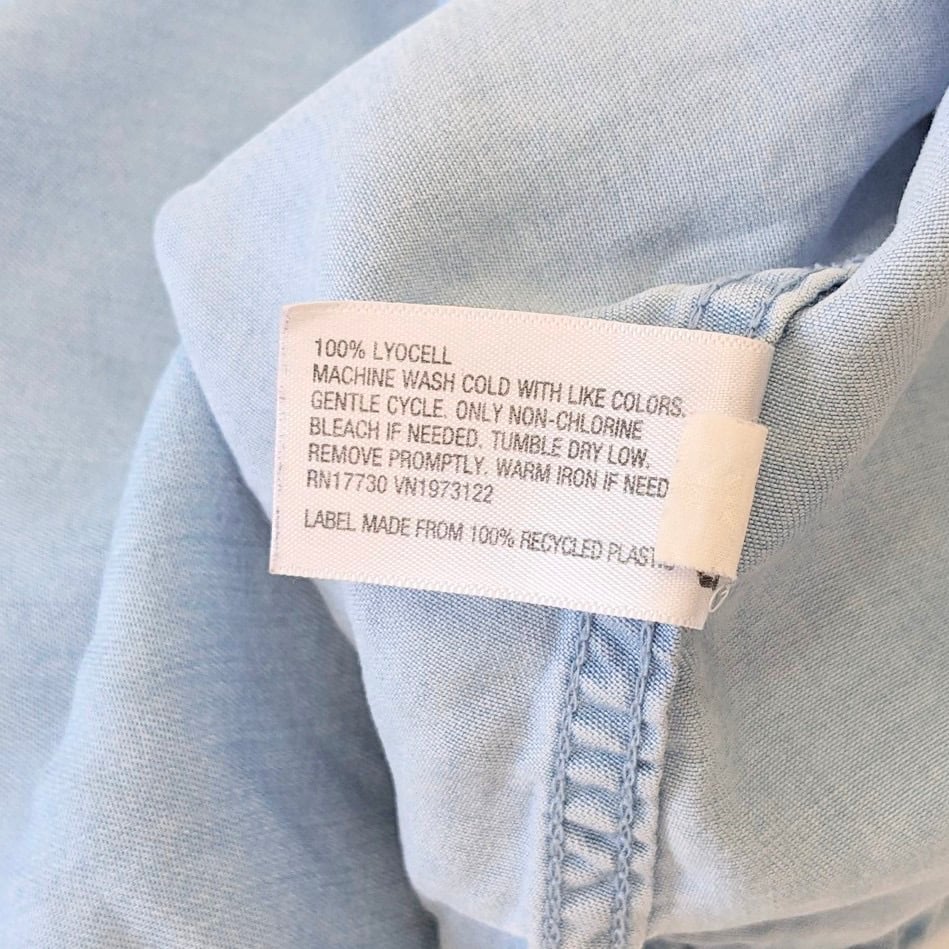 100% LYOCELL
MACHINE WASH COLD WITH LIKE COLORS.
GENTLE CYCLE. ONLY NON-CHLORINE
BLEACH IF NEEDED. TUMBLE DRY LOW.
REMOVE PROMPTLY. WARM IRON IF NEED
RN17730 VN1973122
LABEL MADE FROM 100% RECYCLED PLASTIC